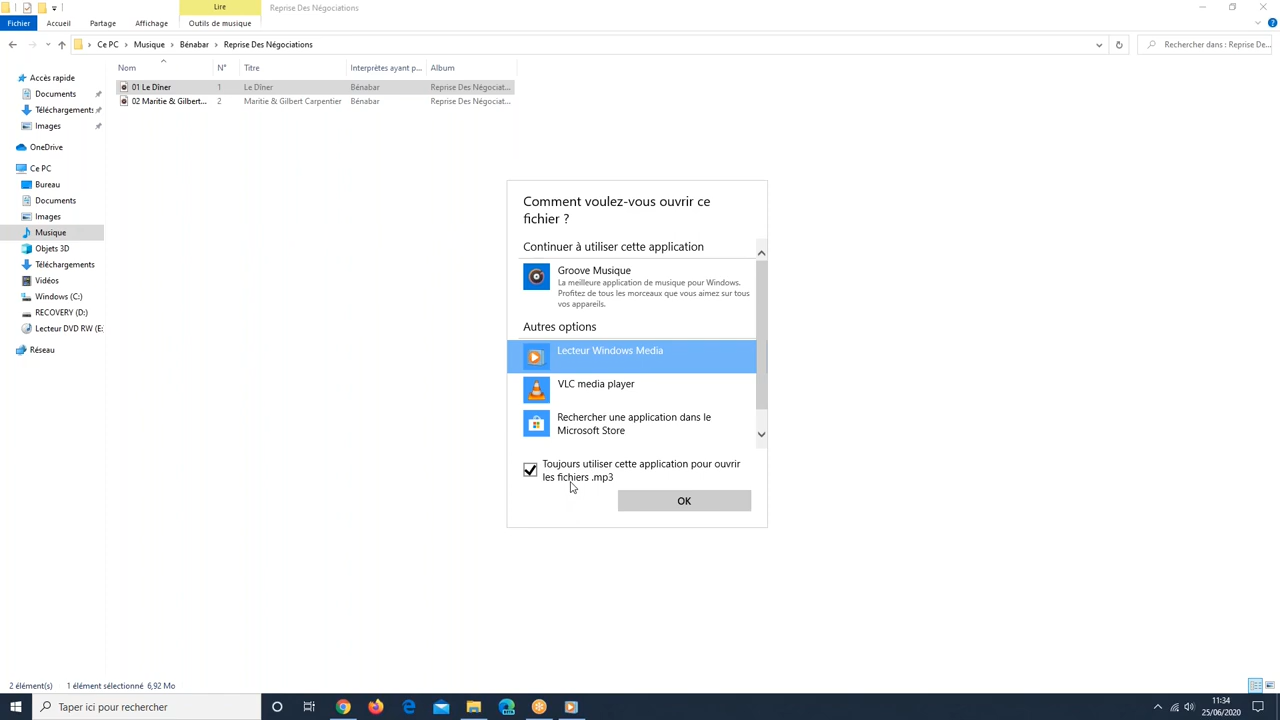 Lire
Reprise Des Négociations
Fichier
Accueil
Partage
Affichage
Outils de musique
Ce PC > Musique > Bénabar > Reprise Des Négociations
Rechercher dans : Reprise De...
Nom
N°
Titre
Interprètes ayant p...
Album
01 Le Dîner
1
Le Dîner
Bénabar
Reprise Des Négociat...
02 Maritie & Gilbert...
2
Maritie & Gilbert Carpentier
Bénabar
Reprise Des Négociat...
Accès rapide
Documents
Téléchargements
Images
OneDrive
Ce PC
Bureau
Documents
Images
Musique
Objets 3D
Téléchargements
Vidéos
Windows (C:)
RECOVERY (D:)
Lecteur DVD RW (E:
Réseau
Comment voulez-vous ouvrir ce
fichier ?
Continuer à utiliser cette application
Groove Musique
La meilleure application de musique pour Windows.
Profitez de tous les morceaux que vous aimez sur tous
vos appareils.
Autres options
Lecteur Windows Media
VLC media player
Rechercher une application dans le
Microsoft Store
Toujours utiliser cette application pour ouvrir
les fichiers .mp3
OK
2 élément(s)
1 élément sélectionné 6,92 Mo
Taper ici pour rechercher
11:34
25/06/2020